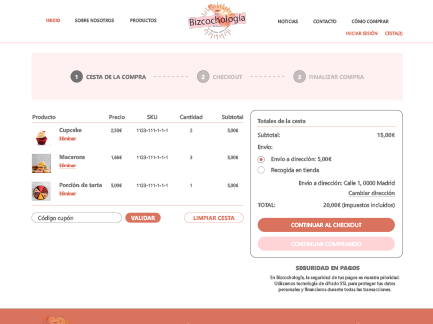 INICIO SOBRE NOSOTROS PRODUCTOS Bizcochología NOTICIAS CONTACTO CÓMO COMPRAR
INICIAR SESIÓN CESTA(3)
1 CESTA DE LA COMPRA 2 CHECKOUT 3 FINALIZAR COMPRA
Producto Precio SKU Cantidad Subtotal
Cupcake 2,50€ 1123-111-1-1-1 2 5,00€
Eliminar
Macarons 1,66€ 1123-111-1-1-1 3 5,00€
Eliminar
Porción de tarta 5,00€ 1123-111-1-1-1 1 5,00€
Eliminar
Código cupón VALIDAR LIMPIAR CESTA
Totales de la cesta
Subtotal: 15,00€
Envío:
Envío a dirección: 5,00€
Recogida en tienda
Envío a dirección: Calle 1, 0000 Madrid
Cambiar dirección
TOTAL: 20,00€ (impuestos incluidos)
CONTINUAR AL CHECKOUT
CONTINUAR COMPRANDO
SEGURIDAD EN PAGOS
En Bizcochología, la seguridad de tus pagos es nuestra prioridad.
Utilizamos tecnología de cifrado SSL para proteger tus datos
personales y financieros durante todas las transacciones.